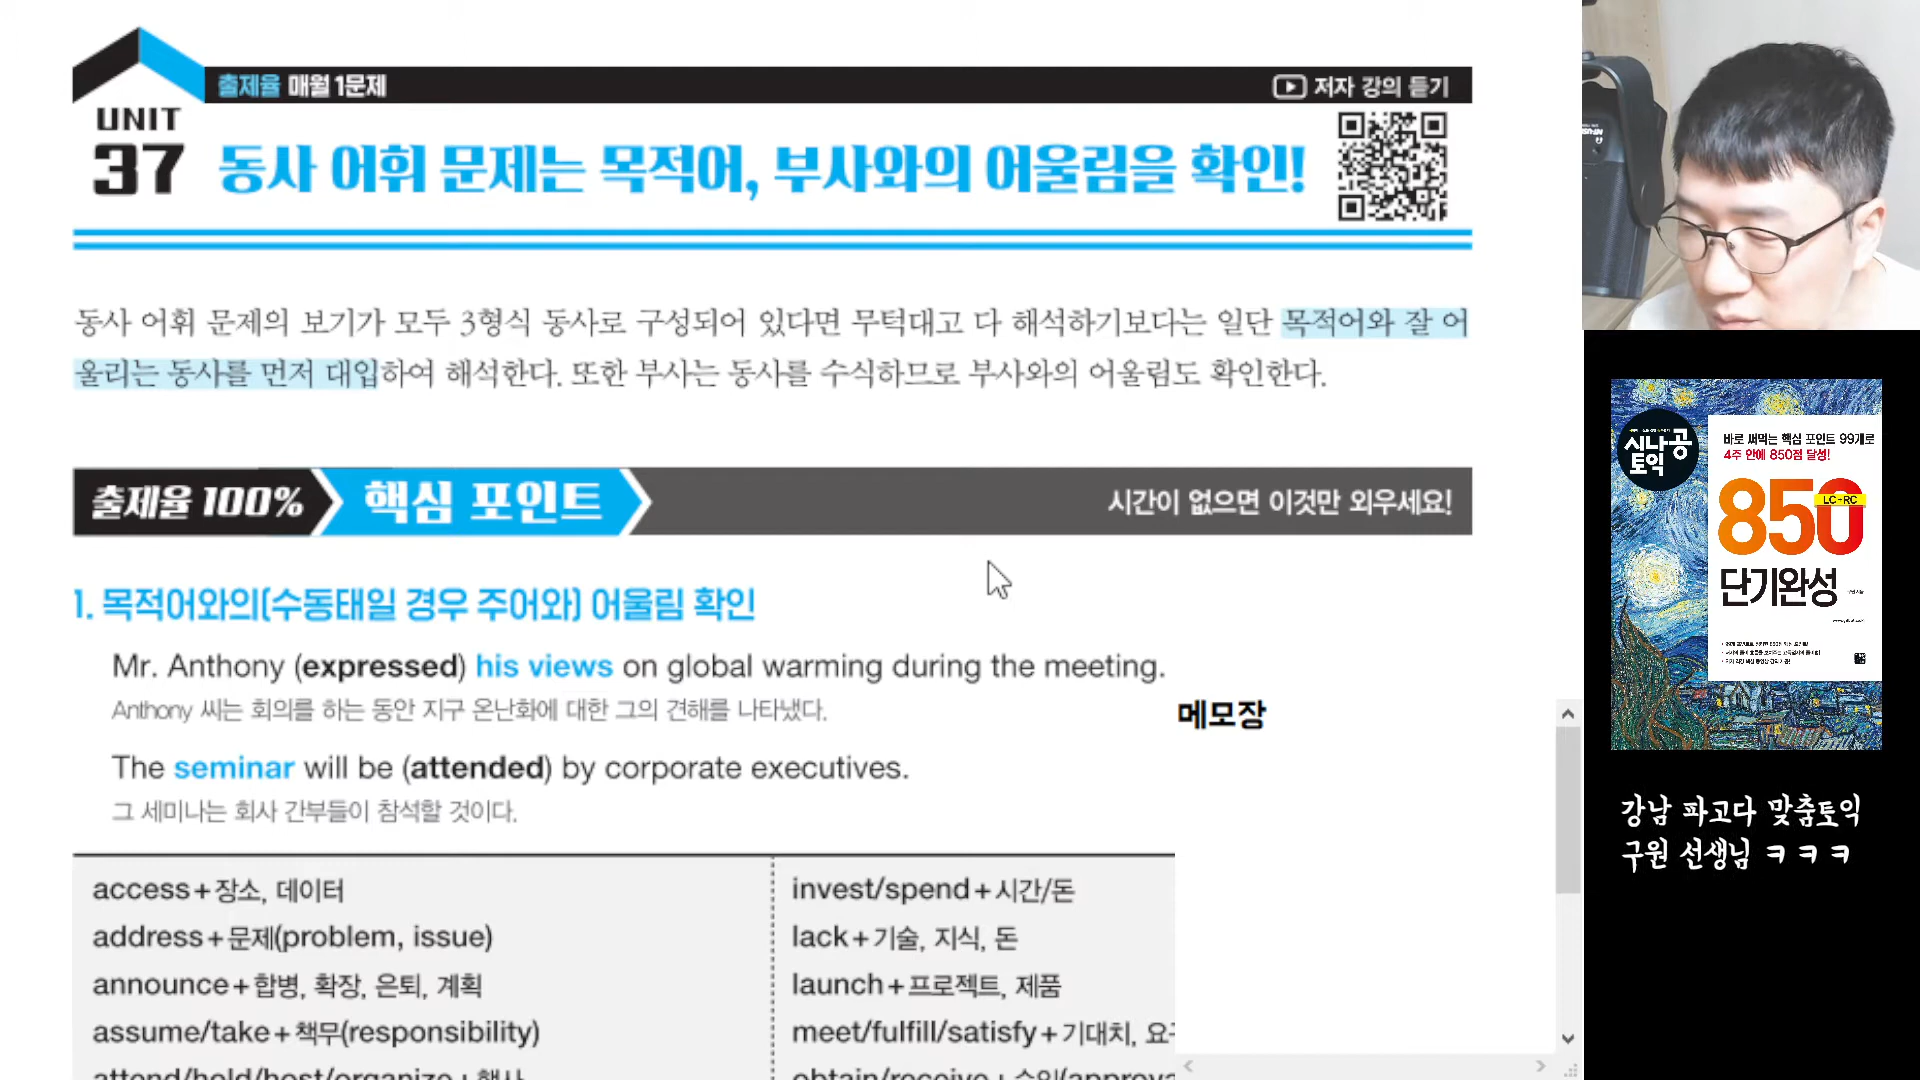 출제율 매월 1문제
저자 강의 듣기
UNIT
37
동사 어휘 문제는 목적어, 부사와의 어울림을 확인!
동사 어휘 문제의 보기가 모두 3형식 동사로 구성되어 있다면 무턱대고 다 해석하기보다는 일단 목적어와 잘 어
울리는 동사를 먼저 대입하여 해석한다. 또한 부사는 동사를 수식하므로 부사와의 어울림도 확인한다.
출제율 100% 핵심 포인트
시간이 없으면 이것만 외우세요!
1. 목적어와의(수동태일 경우 주어와) 어울림 확인
Mr. Anthony (expressed) his views on global warming during the meeting.
Anthony 씨는 회의를 하는 동안 지구 온난화에 대한 그의 견해를 나타냈다.
The seminar will be (attended) by corporate executives.
그 세미나는 회사 간부들이 참석할 것이다.
access+장소, 데이터
address+문제(problem, issue)
announce+합병, 확장, 은퇴, 계획
assume/take+책무(responsibility)
attend/hold/host/organize+행사
invest/spend+시간/돈
lack+기술, 지식, 돈
launch+프로젝트, 제품
meet/fulfill/satisfy+기대치, 요구
obtain/receive+승인(approva
메모장
시나공
토익
바로 써먹는 핵심 포인트 99개로
4주 안에 850점 달성!
850
LC+RC
단기완성
강남 파고다 맞춤토익
구원 선생님 ㅋㅋㅋ